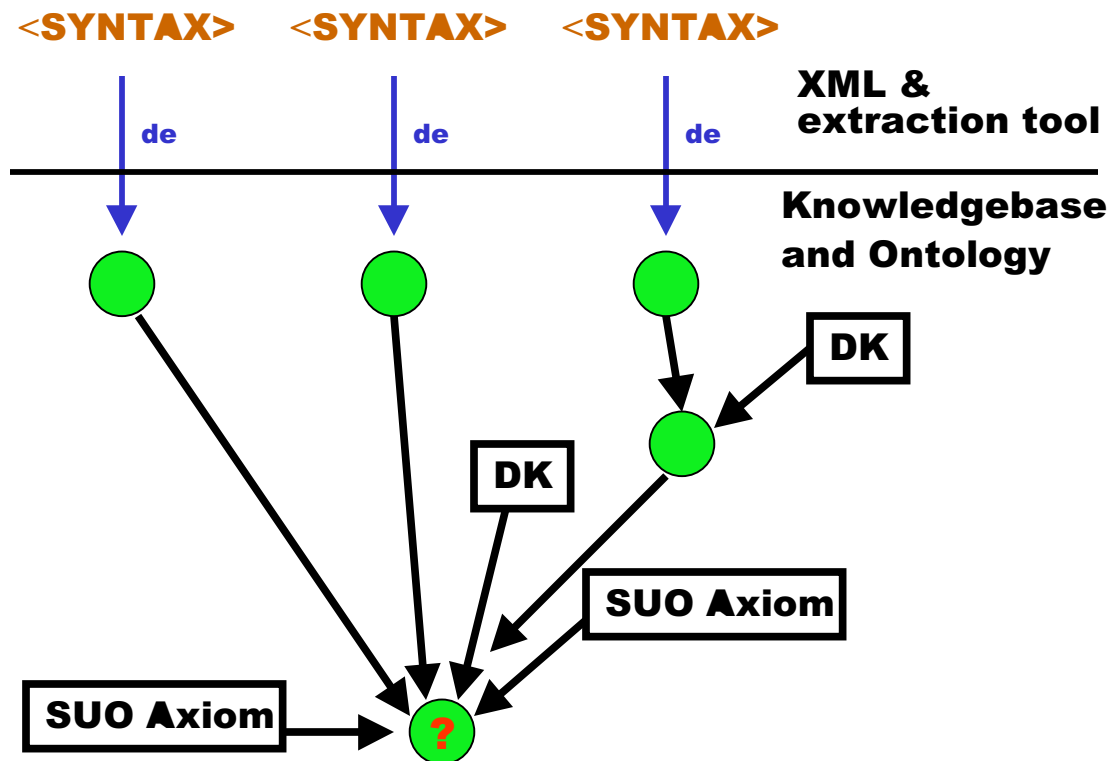 <SYNTAX> <SYNTAX> <SYNTAX>
XML &
extraction tool
de de de
Knowledgebase
and Ontology
DK
DK
SUO Axiom
SUO Axiom
?